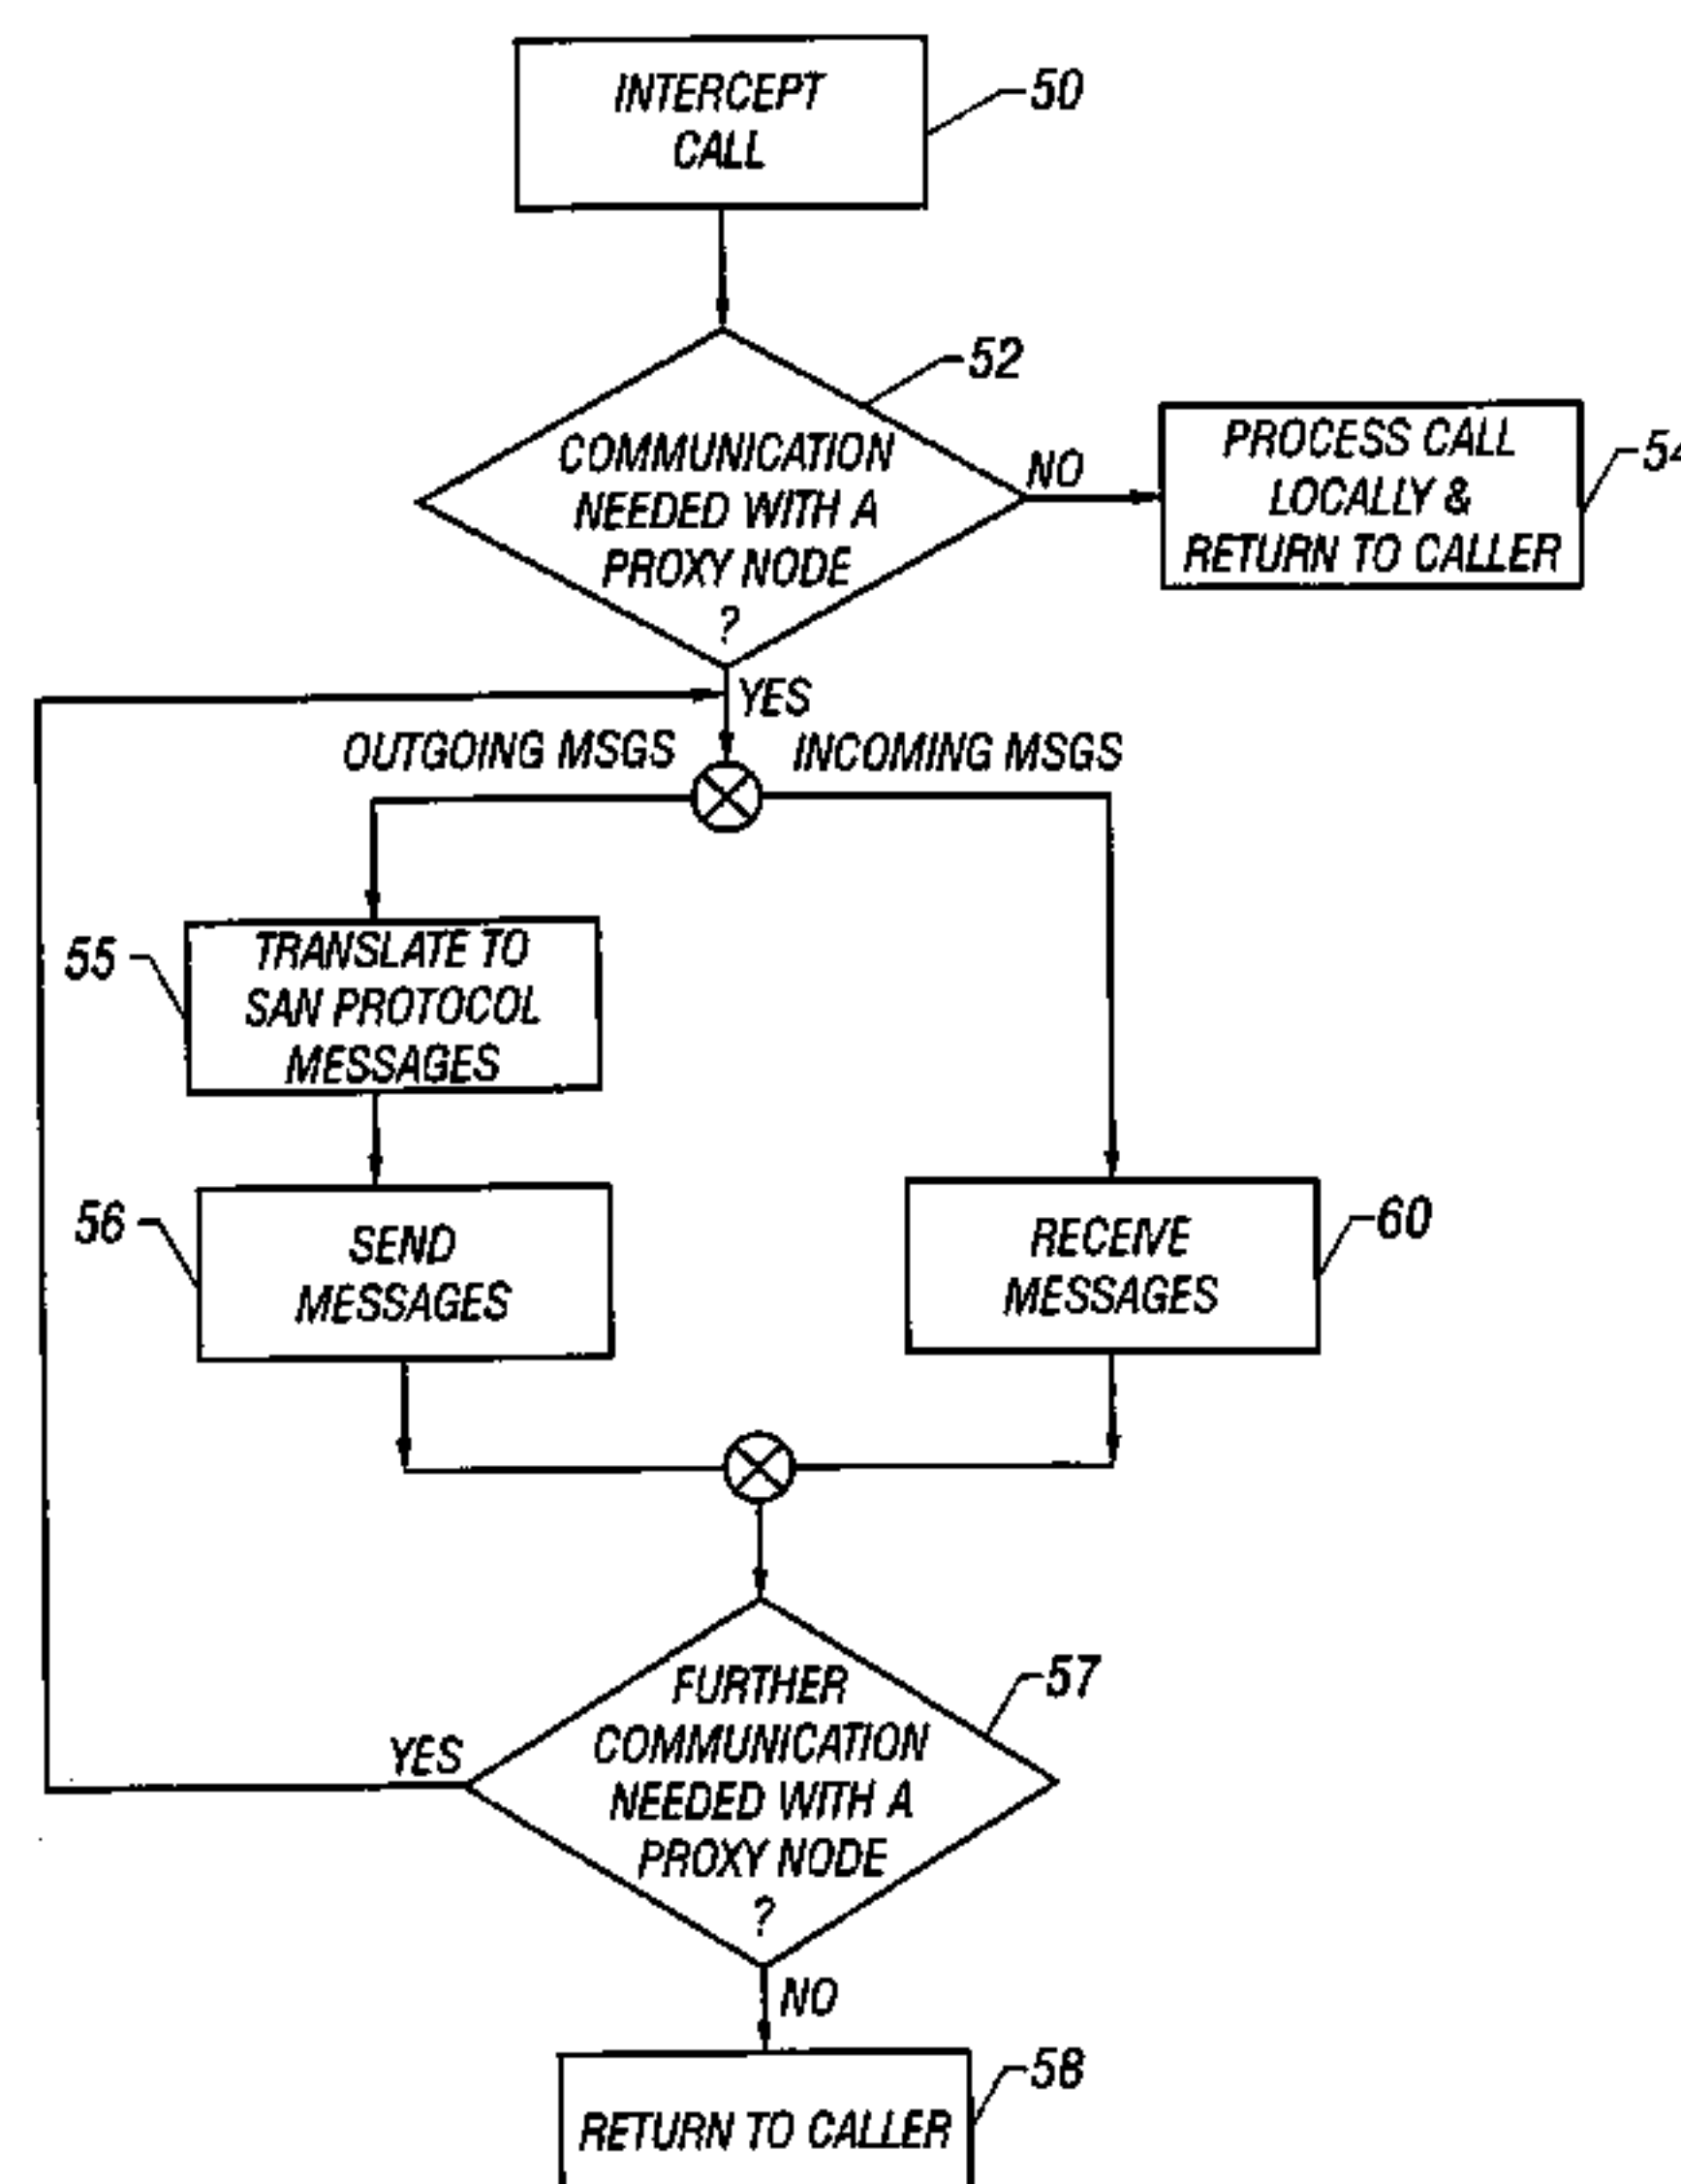 INTERCEPT
CALL
50
52
COMMUNICATION
NEEDED WITH A
PROXY NODE
?
NO
PROCESS CALL
LOCALLY &
RETURN TO CALLER
54
YES
OUTGOING MSGS
INCOMING MSGS
55
TRANSLATE TO
SAN PROTOCOL
MESSAGES
56
SEND
MESSAGES
RECEIVE
MESSAGES
60
57
FURTHER
COMMUNICATION
NEEDED WITH A
PROXY NODE
?
YES
NO
58
RETURN TO CALLER